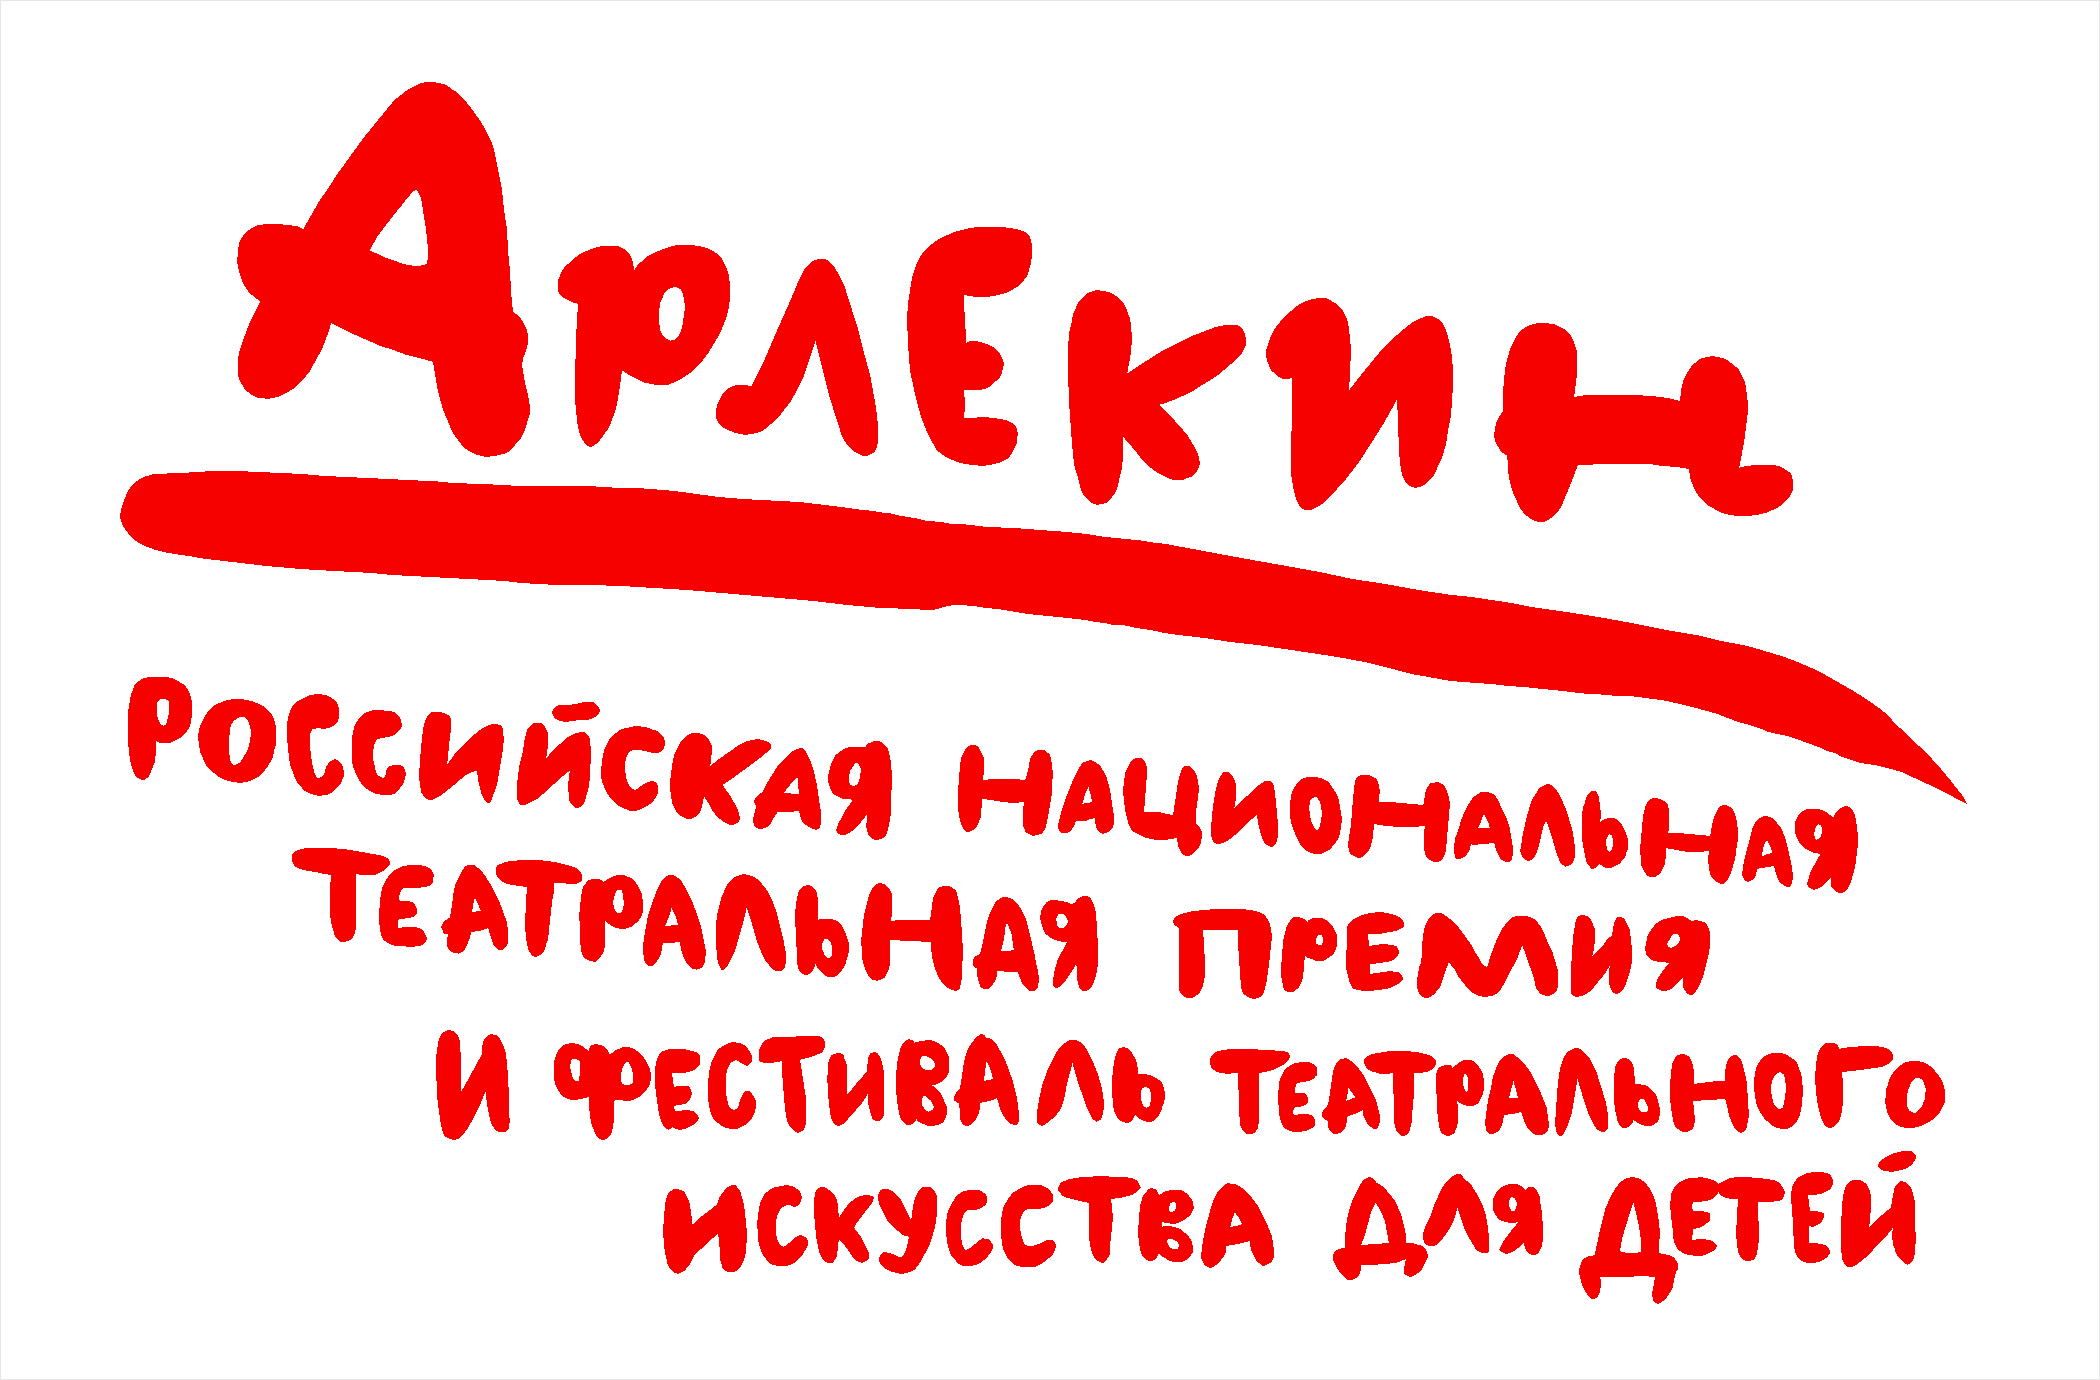 Арлекин
РОССИЙСКАЯ НАЦИОНАЛЬНАЯ
ТЕАТРАЛЬНАЯ ПРЕМИЯ
И ФЕСТИВАЛЬ ТЕАТРАЛЬНОГО
ИСКУССТВА ДЛЯ ДЕТЕЙ